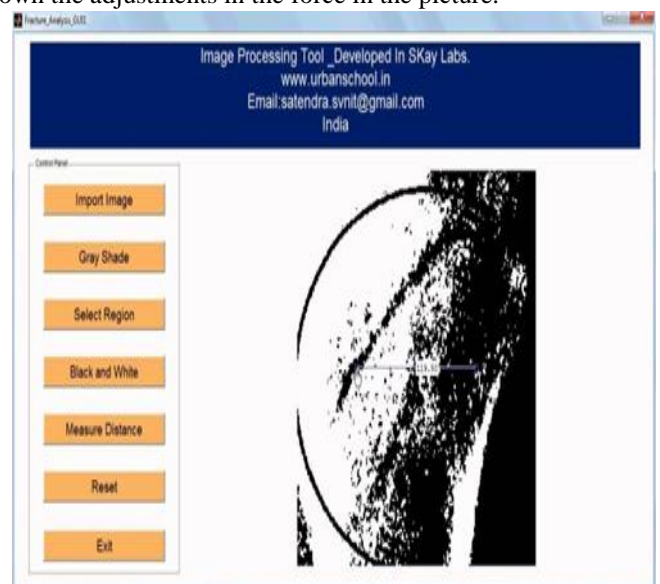 own the adjustments in the force in the picture.
Fracture_Analysis_GUI1
Image Processing Tool _Developed In SKay Labs.
www.urbanschool.in
Email:satendra.svnit@gmail.com
India
Control Panel
Import Image
Gray Shade
Select Region
Black and White
Measure Distance
Reset
Exit